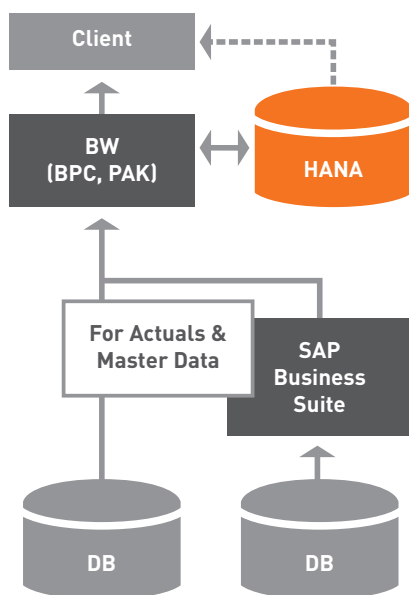 Client
BW
(BPC, PAK)
HANA
For Actuals &
Master Data
SAP
Business
Suite
DB
DB